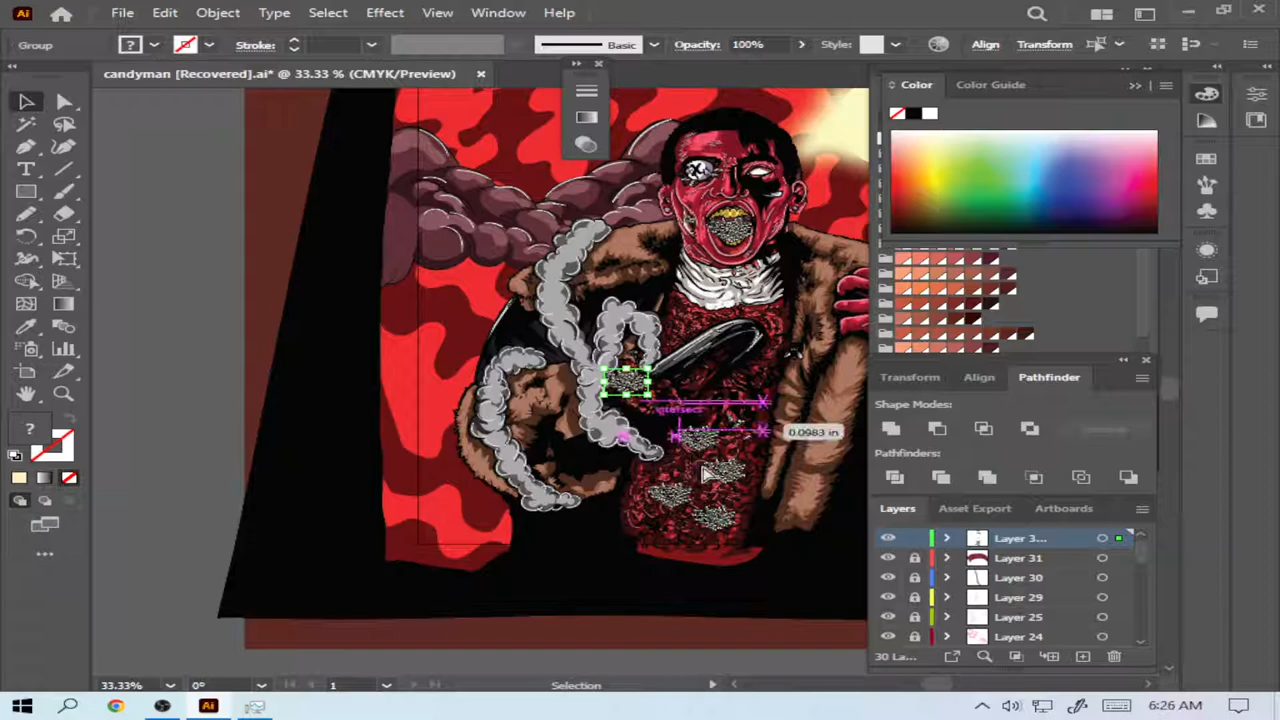 Ai File Edit Object Type Select Effect View Window Help
Group ? Stroke: Basic Opacity: 100% Style: Align Transform
candyman [Recovered].ai* @ 33.33 % (CMYK/Preview)
Color Color Guide
intersect
0.0983 in
Transform Align Pathfinder
Shape Modes:
Pathfinders:
Layers Asset Export Artboards
Layer 3...
Layer 31
Layer 30
Layer 29
Layer 25
Layer 24
30 La...
?
33.33% 0° 1 Selection
Ai 6:26 AM